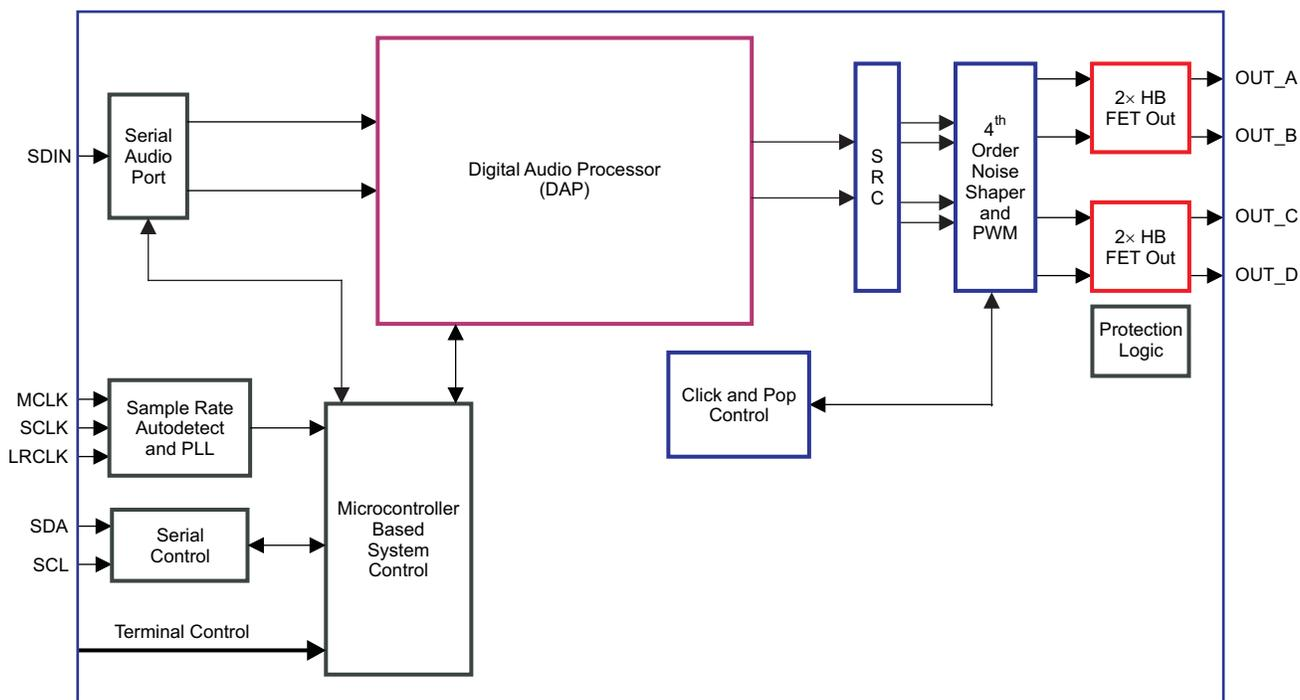 SDIN
Serial
Audio
Port
Digital Audio Processor
(DAP)
S
R
C
4th
Order
Noise
Shaper
and
PWM
2× HB
FET Out
OUT_A
OUT_B
2× HB
FET Out
OUT_C
OUT_D
Protection
Logic
Click and Pop
Control
MCLK
SCLK
LRCLK
Sample Rate
Autodetect
and PLL
SDA
SCL
Serial
Control
Microcontroller
Based
System
Control
Terminal Control